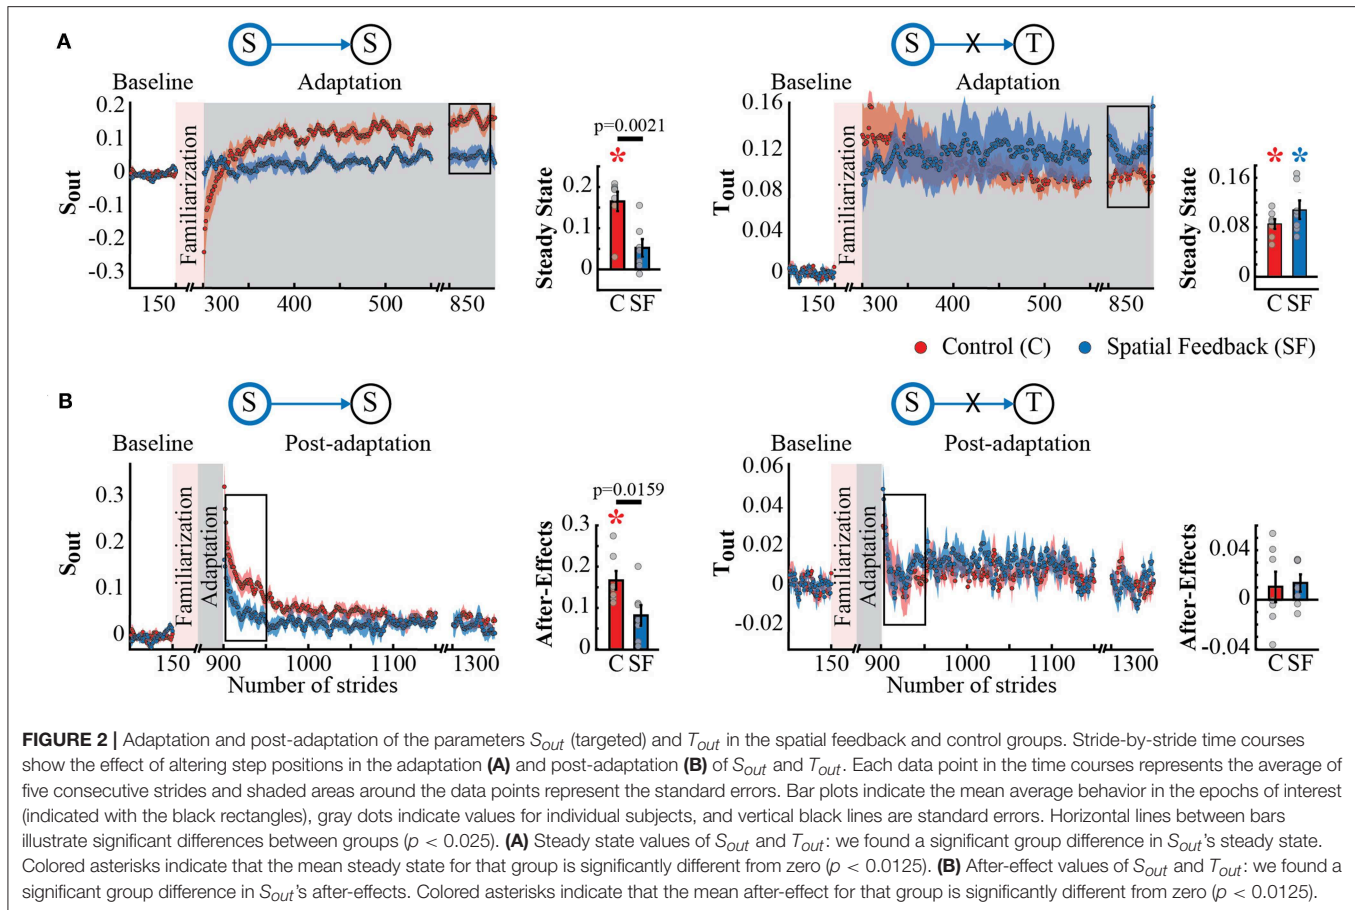 A
S S
S X T
Baseline Adaptation
Baseline Adaptation
Familiarization
Familiarization
S_out
0.2
0.1
0
-0.1
-0.2
-0.3
150 300 400 500 850
p=0.0021
*
Steady State
0.2
0.1
0
C SF
T_out
0.16
0.12
0.08
0.04
0
150 300 400 500 850
* *
Steady State
0.16
0.08
0
C SF
Control (C) Spatial Feedback (SF)
B
S S
S X T
Baseline Post-adaptation
Baseline Post-adaptation
Familiarization
Adaptation
Familiarization
Adaptation
S_out
0.3
0.2
0.1
0
150 900 1000 1100 1300
Number of strides
p=0.0159
*
After-Effects
0.3
0.2
0.1
0
C SF
T_out
0.06
0.04
0.02
0
-0.02
150 900 1000 1100 1300
Number of strides
After-Effects
0.04
0
-0.04
C SF
FIGURE 2 | Adaptation and post-adaptation of the parameters S_out (targeted) and T_out in the spatial feedback and control groups. Stride-by-stride time courses
show the effect of altering step positions in the adaptation (A) and post-adaptation (B) of S_out and T_out. Each data point in the time courses represents the average of
five consecutive strides and shaded areas around the data points represent the standard errors. Bar plots indicate the mean average behavior in the epochs of interest
(indicated with the black rectangles), gray dots indicate values for individual subjects, and vertical black lines are standard errors. Horizontal lines between bars
illustrate significant differences between groups (p < 0.025). (A) Steady state values of S_out and T_out: we found a significant group difference in S_out's steady state.
Colored asterisks indicate that the mean steady state for that group is significantly different from zero (p < 0.0125). (B) After-effect values of S_out and T_out: we found a
significant group difference in S_out's after-effects. Colored asterisks indicate that the mean after-effect for that group is significantly different from zero (p < 0.0125).